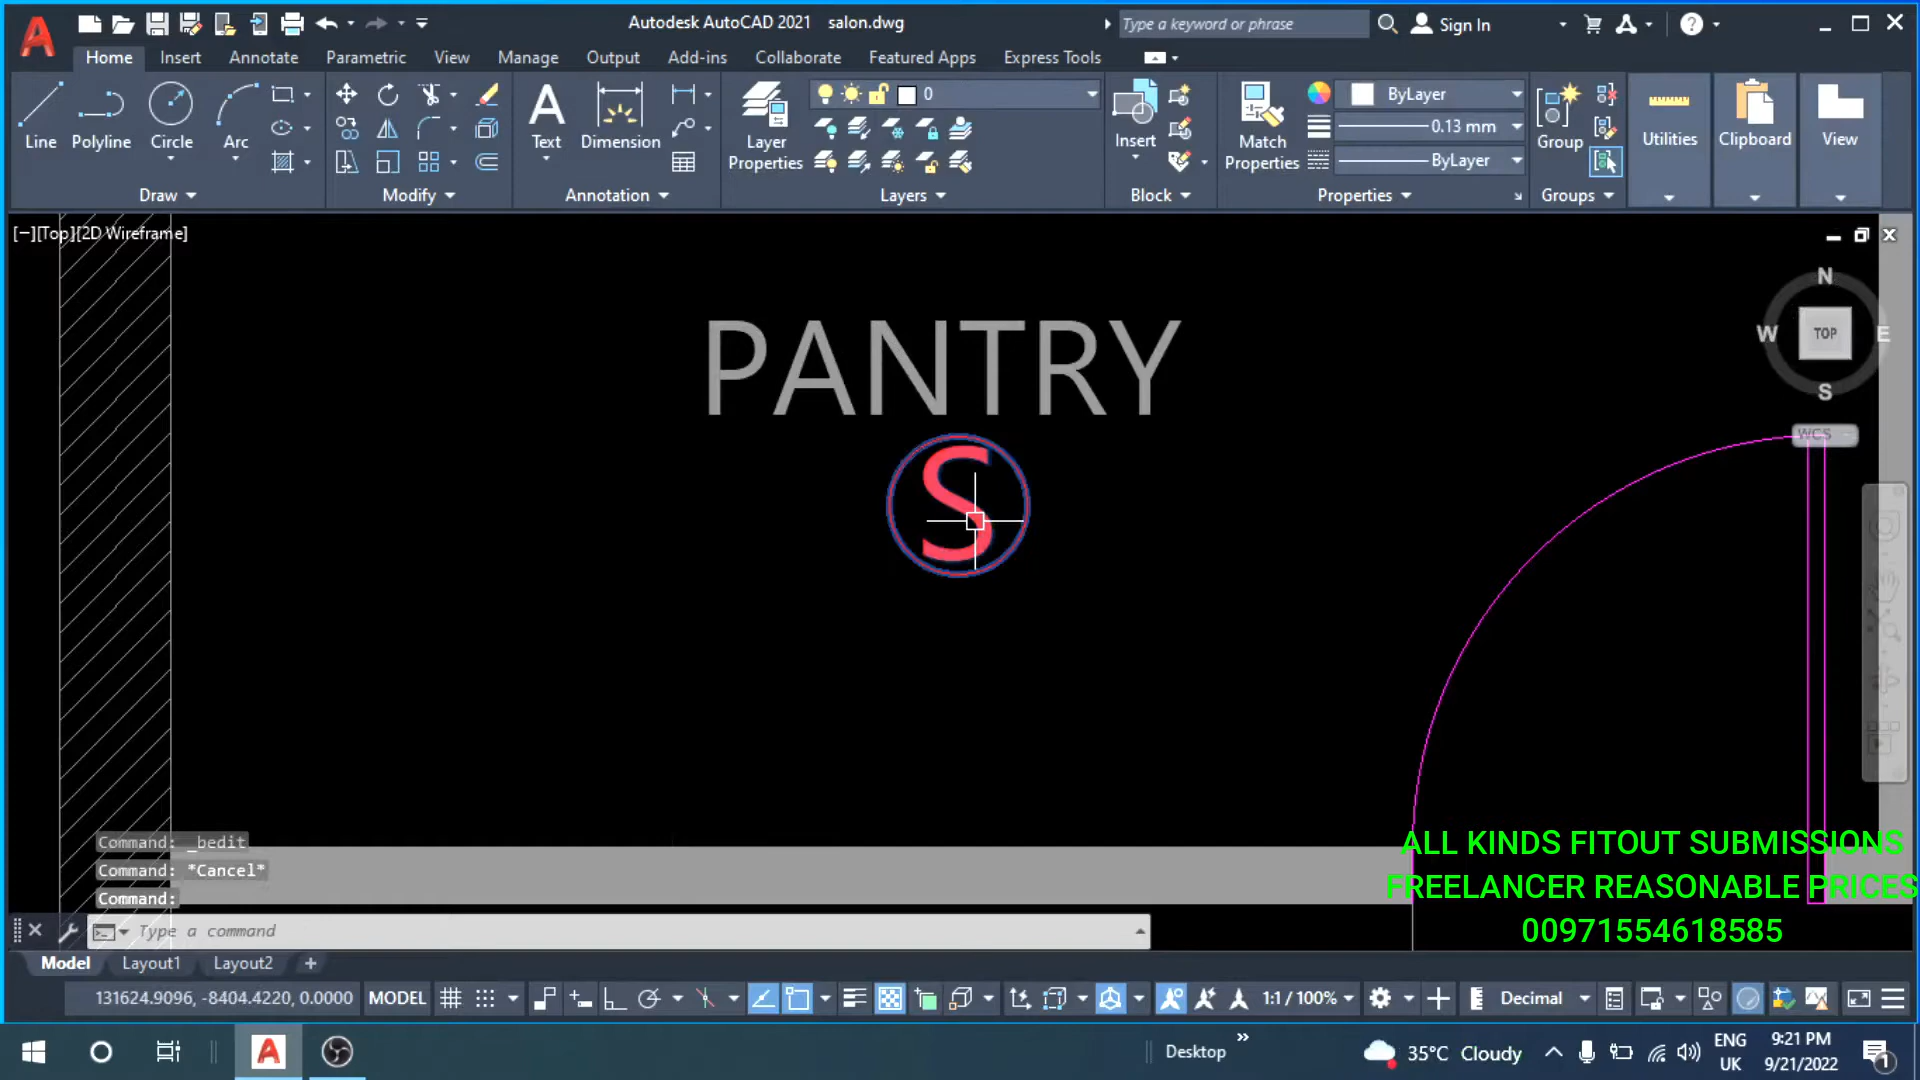 Autodesk AutoCAD 2021 salon.dwg
Type a keyword or phrase
Sign In
Home Insert Annotate Parametric View Manage Output Add-ins Collaborate Featured Apps Express Tools
0
ByLayer
0.13 mm
ByLayer
Line Polyline Circle Arc
Text Dimension
Layer Properties
Insert
Match Properties
Group
Utilities
Clipboard
View
Draw Modify Annotation Layers Block Properties Groups
[−][Top][2D Wireframe]
N
W TOP E
S
WCS
PANTRY
S
Command: _bedit
Command: *Cancel*
Command:
Type a command
ALL KINDS FITOUT SUBMISSIONS
FREELANCER REASONABLE PRICES
00971554618585
Model Layout1 Layout2 +
131624.9096, -8404.4220, 0.0000 MODEL 1:1 / 100% Decimal
Desktop
35°C Cloudy
ENG
UK
9:21 PM
9/21/2022
1